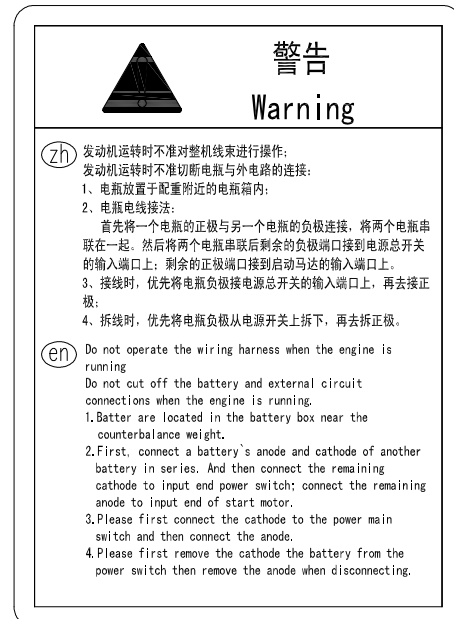 警告
Warning
zh
发动机运转时不准对整机线束进行操作;
发动机运转时不准切断电瓶与外电路的连接:
1、电瓶放置于配重附近的电瓶箱内;
2、电瓶电线接法:
首先将一个电瓶的正极与另一个电瓶的负极连接，将两个电瓶串
联在一起。然后将两个电瓶串联后剩余的负极端口接到电源总开关
的输入端口上; 剩余的正极端口接到启动马达的输入端口上。
3、接线时，优先将电瓶负极接电源总开关的输入端口上，再去接正
极;
4、拆线时，优先将电瓶负极从电源开关上拆下，再去拆正极。
en
Do not operate the wiring harness when the engine is
running
Do not cut off the battery and external circuit
connections when the engine is running.
1. Batter are located in the battery box near the
counterbalance weight.
2. First, connect a battery`s anode and cathode of another
battery in series. And then connect the remaining
cathode to input end power switch; connect the remaining
anode to input end of start motor.
3. Please first connect the cathode to the power main
switch and then connect the anode.
4. Please first remove the cathode the battery from the
power switch then remove the anode when disconnecting.